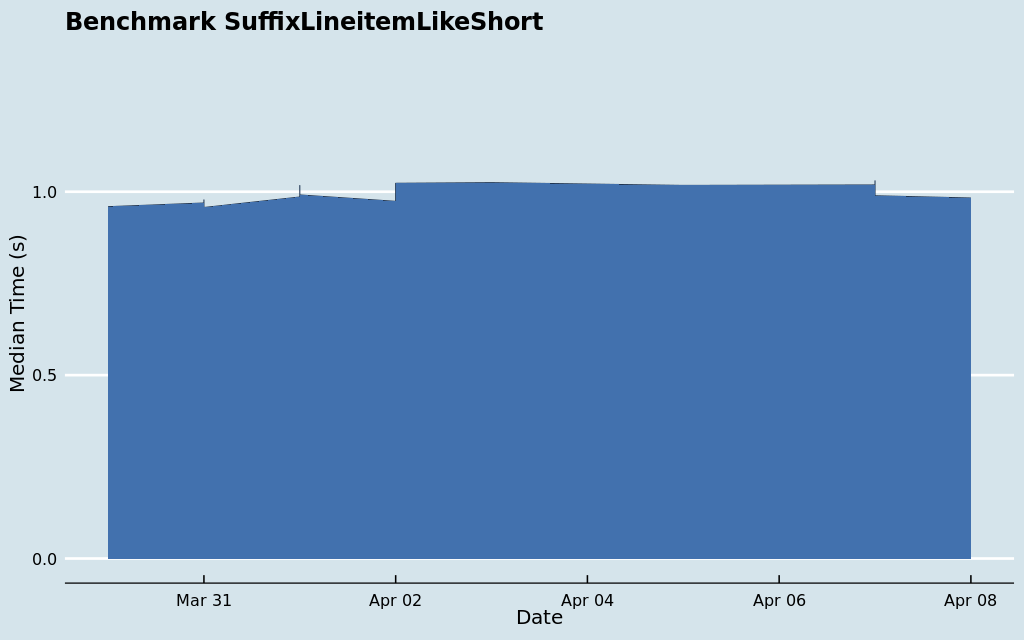 Benchmark SuffixLineitemLikeShort
Median Time (s)
1.0
0.5
0.0
Mar 31 Apr 02 Apr 04 Apr 06 Apr 08
Date